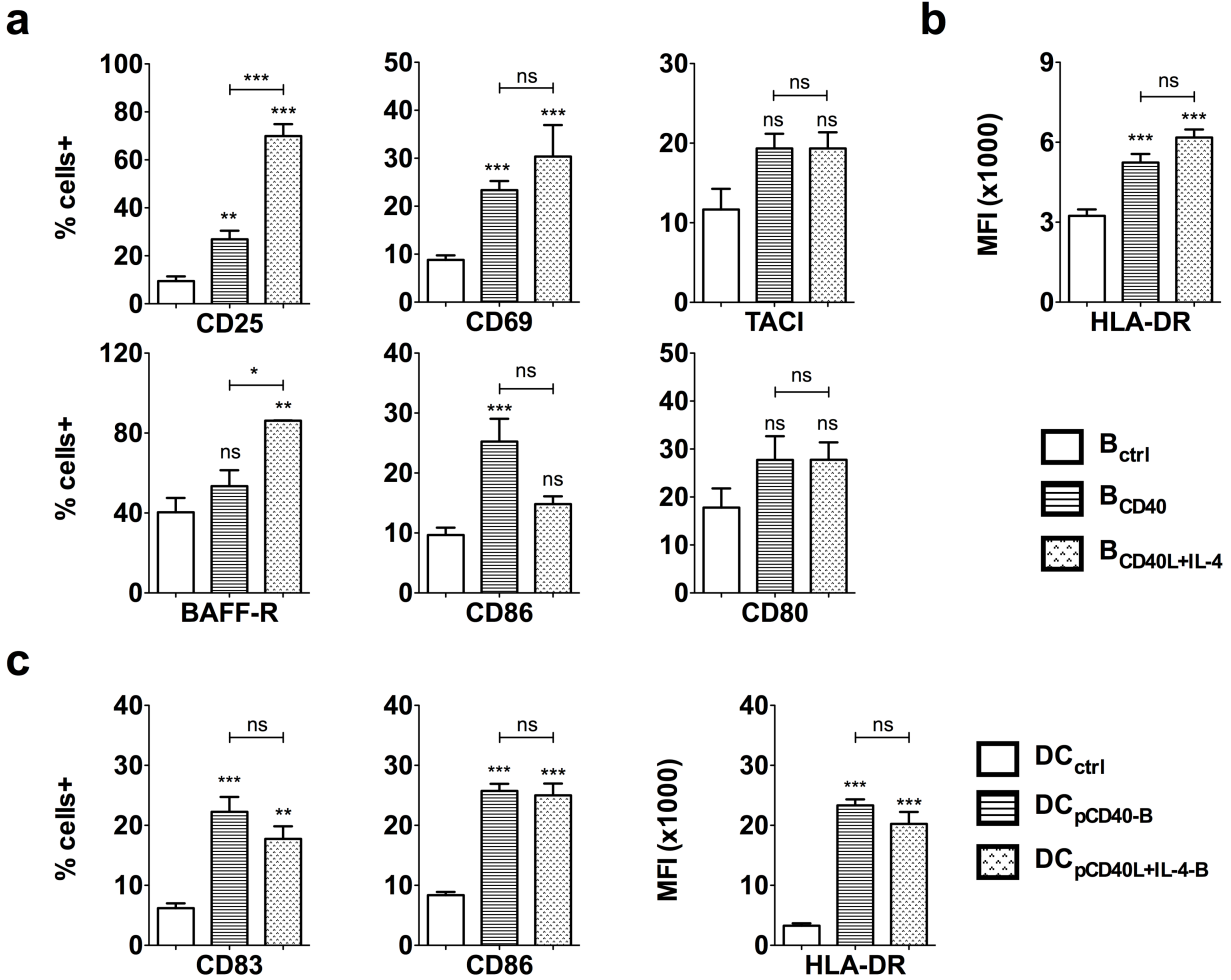 a
b
% cells+
100
80
60
40
20
0
***
**
***
CD25
50
40
30
20
10
0
ns
***
***
CD69
30
20
10
0
ns
ns
ns
TACI
MFI (x1000)
9
6
3
0
ns
***
***
HLA-DR
% cells+
120
80
40
0
*
ns
**
BAFF-R
40
30
20
10
0
ns
***
ns
CD86
50
40
30
20
10
0
ns
ns
ns
CD80
Bctrl
BCD40
BCD40L+IL-4
c
% cells+
40
30
20
10
0
ns
***
**
CD83
40
30
20
10
0
ns
***
***
CD86
MFI (x1000)
40
30
20
10
0
ns
***
***
HLA-DR
DCctrl
DCpCD40-B
DCpCD40L+IL-4-B